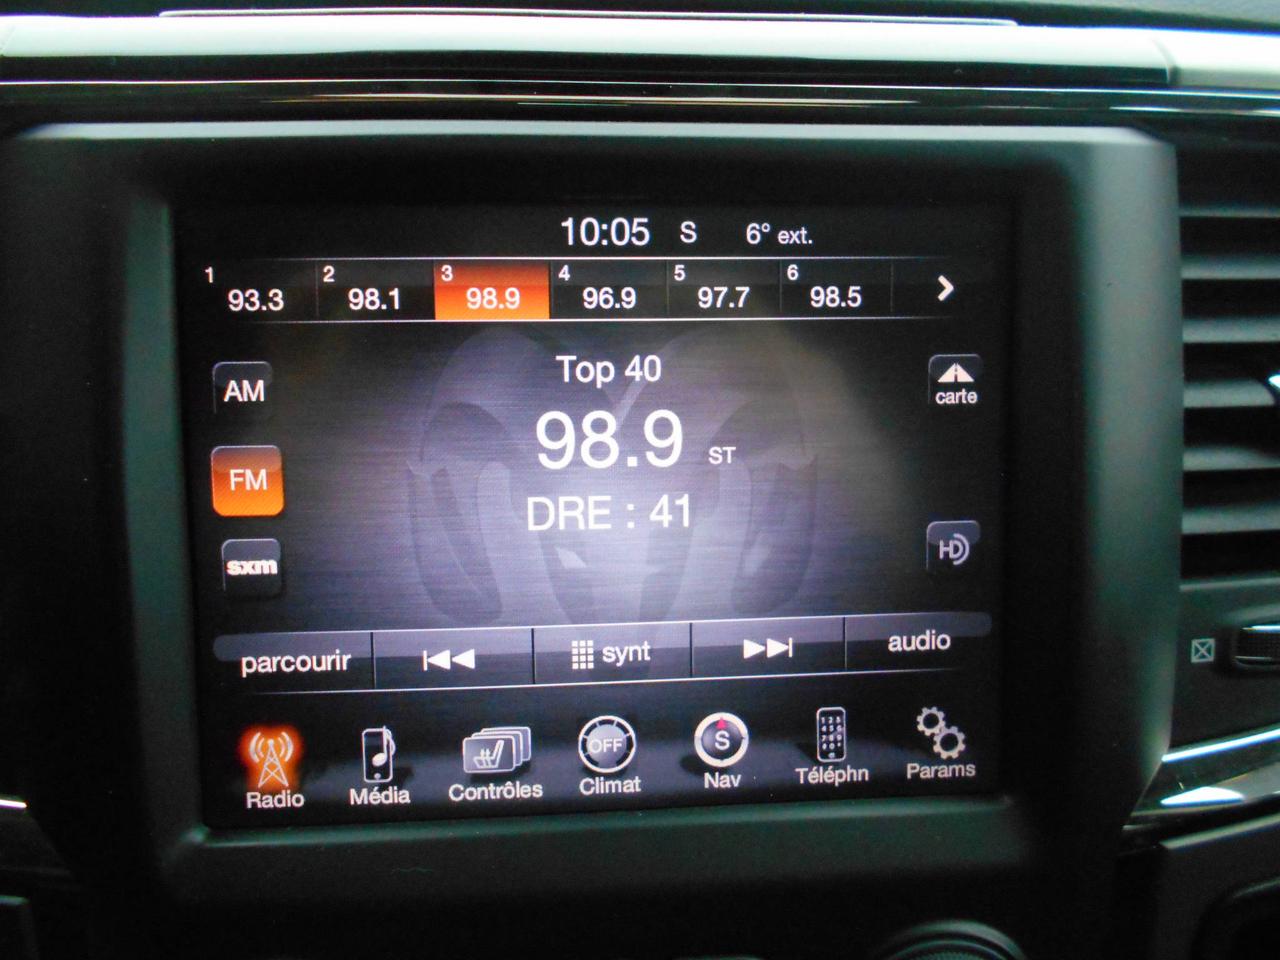 10:05 S 6° ext.
1 93.3 2 98.1 3 98.9 4 96.9 5 97.7 6 98.5
Top 40
98.9 ST
DRE : 41
AM
FM
sxm
carte
HD
parcourir synt audio
OFF S
Radio Média Contrôles Climat Nav Téléphn Params